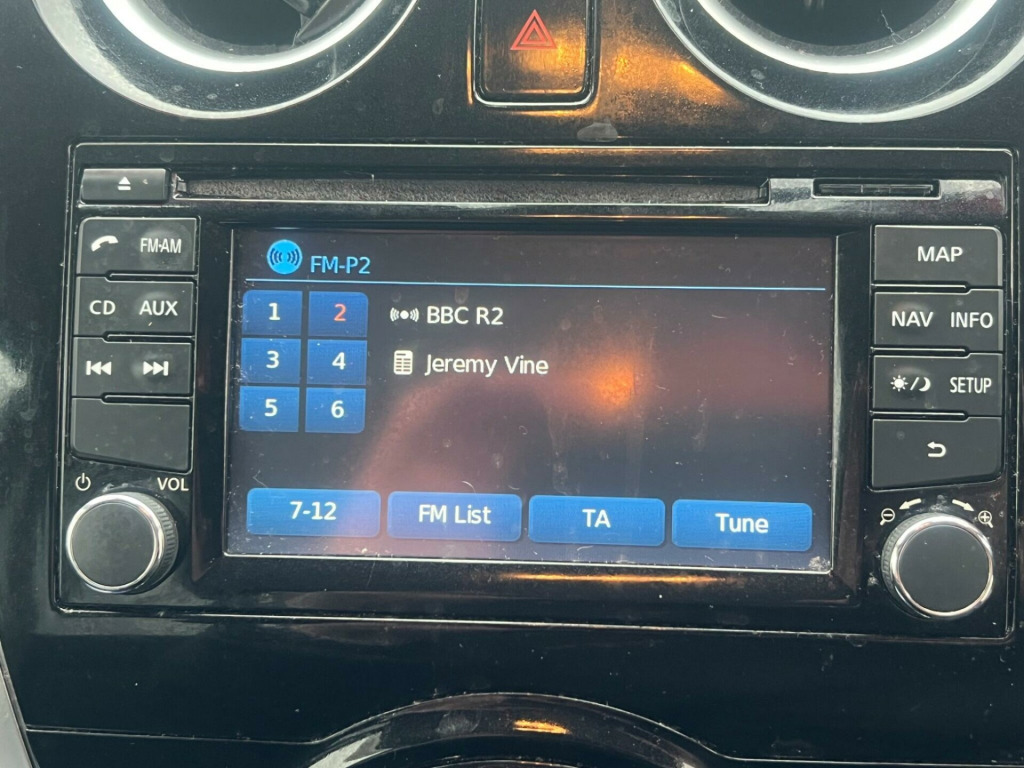 FM-AM
CD AUX
VOL
FM-P2
1 2
3 4
5 6
BBC R2
Jeremy Vine
7-12 FM List TA Tune
MAP
NAV INFO
SETUP